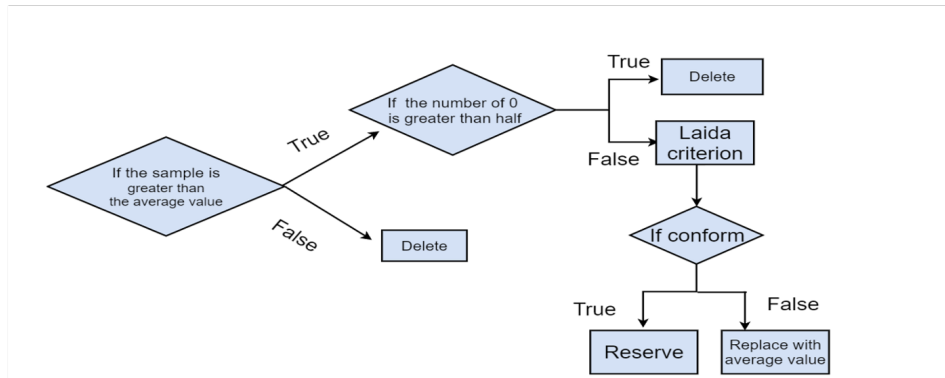 If the sample is
greater than
the average value
True
False
Delete
If the number of 0
is greater than half
True
Delete
False
Laida
criterion
If conform
True
False
Reserve
Replace with
average value